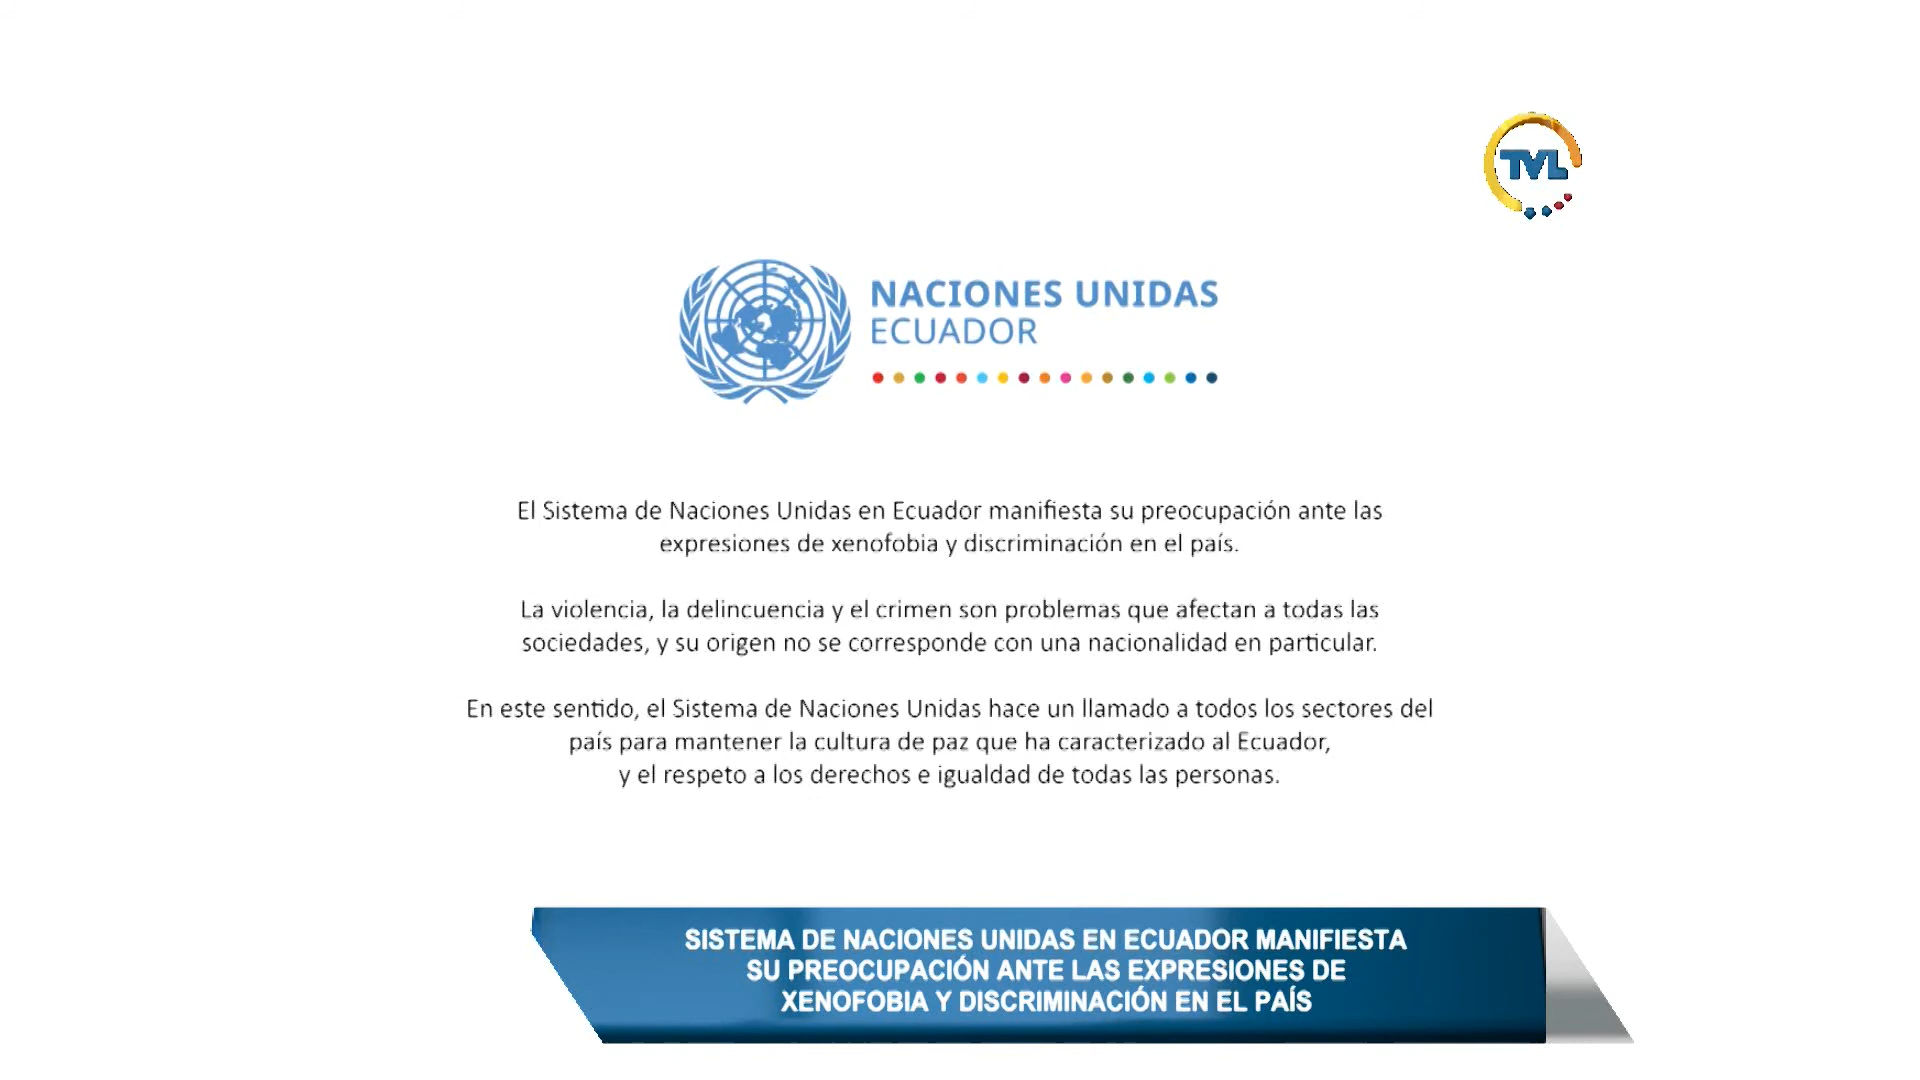 TVL
NACIONES UNIDAS
ECUADOR
El Sistema de Naciones Unidas en Ecuador manifiesta su preocupación ante las
expresiones de xenofobia y discriminación en el país.
La violencia, la delincuencia y el crimen son problemas que afectan a todas las
sociedades, y su origen no se corresponde con una nacionalidad en particular.
En este sentido, el Sistema de Naciones Unidas hace un llamado a todos los sectores del
país para mantener la cultura de paz que ha caracterizado al Ecuador,
y el respeto a los derechos e igualdad de todas las personas.
SISTEMA DE NACIONES UNIDAS EN ECUADOR MANIFIESTA
SU PREOCUPACIÓN ANTE LAS EXPRESIONES DE
XENOFOBIA Y DISCRIMINACIÓN EN EL PAÍS